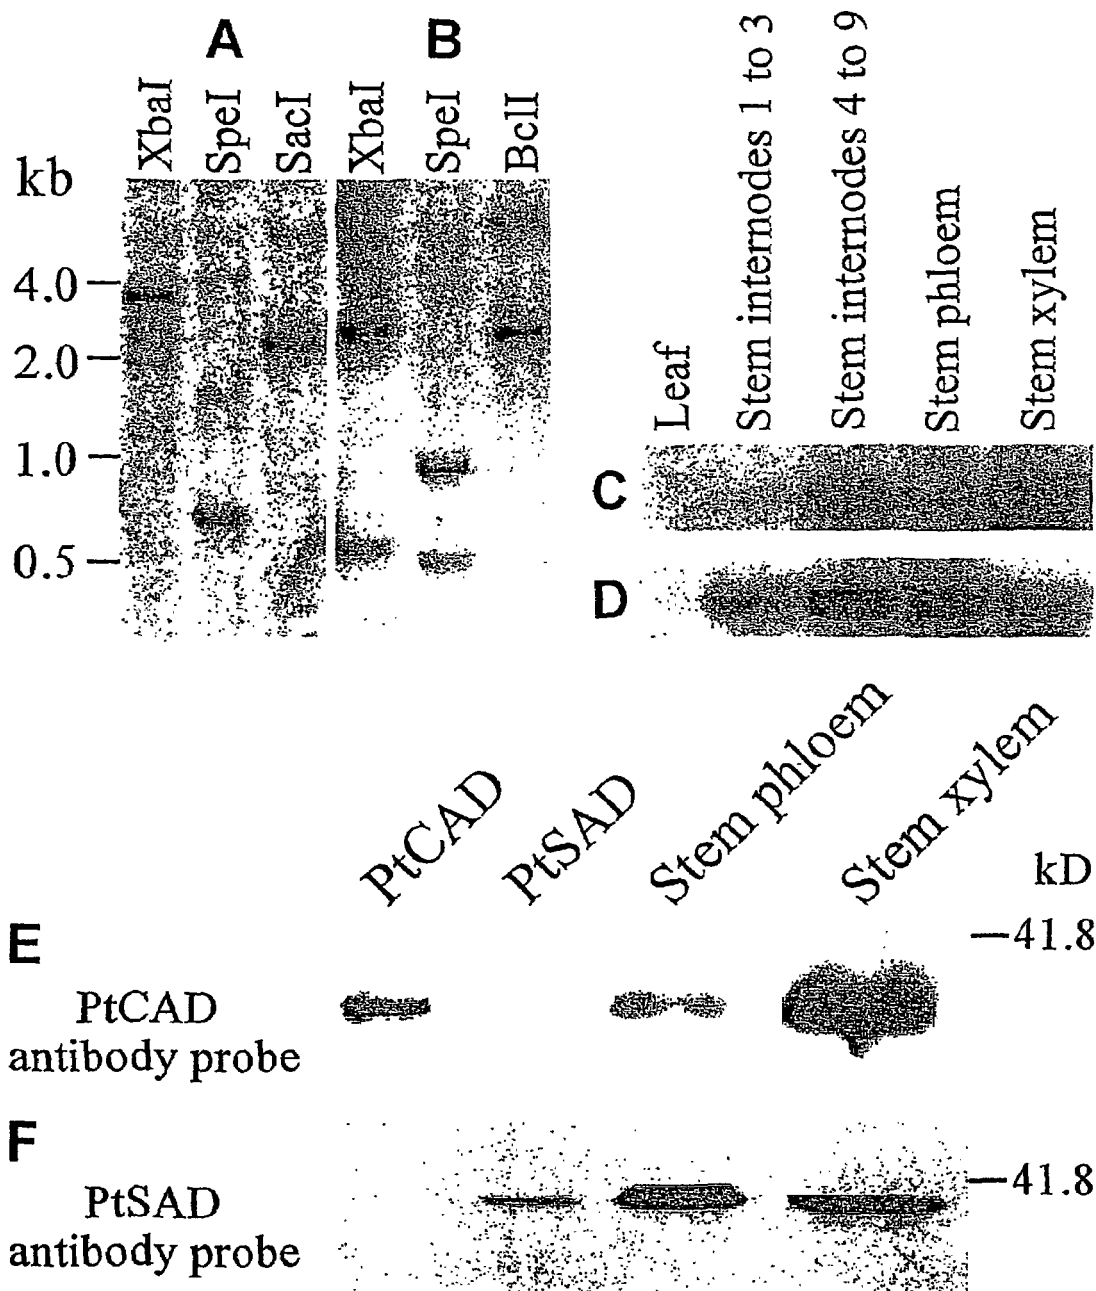 A
B
XbaI
SpeI
SacI
XbaI
SpeI
BclI
kb
4.0
2.0
1.0
0.5
Leaf
Stem internodes 1 to 3
Stem internodes 4 to 9
Stem phloem
Stem xylem
C
D
PtCAD
PtSAD
Stem phloem
Stem xylem
kD
E
41.8
PtCAD
antibody probe
F
41.8
PtSAD
antibody probe